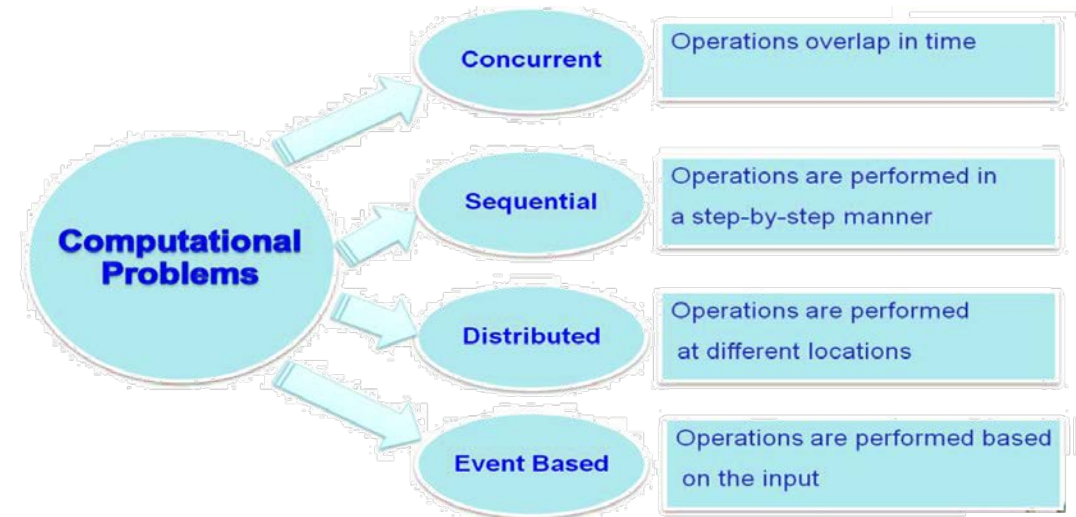 Computational
Problems
Concurrent
Operations overlap in time
Sequential
Operations are performed in
a step-by-step manner
Distributed
Operations are performed
at different locations
Event Based
Operations are performed based
on the input